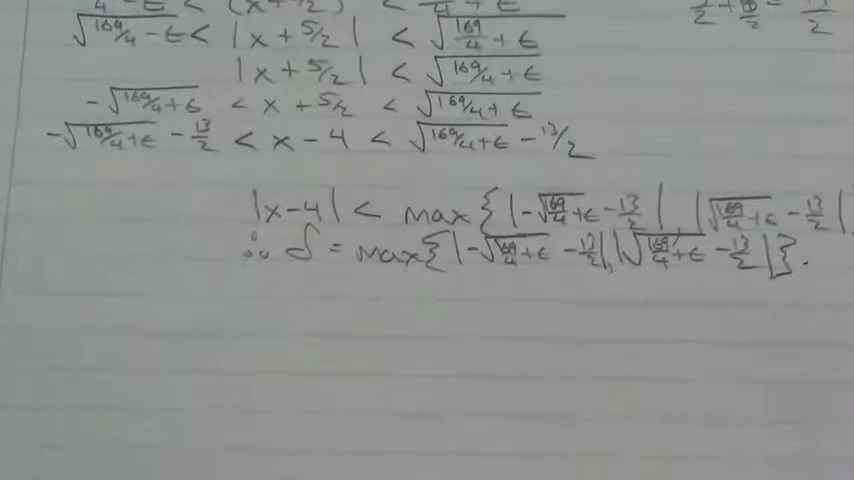 √(169/4 - ε) < |x + 5/2| < √(169/4 + ε)
|x + 5/2| < √(169/4 + ε)
-√(169/4 + ε) < x + 5/2 < √(169/4 + ε)
-√(169/4 + ε) - 13/2 < x - 4 < √(169/4 + ε) - 13/2
|x-4| < max{|-√(169/4 + ε) - 13/2|, |√(169/4 + ε) - 13/2|
∴ δ = max{|-√(169/4 + ε) - 13/2|, |√(169/4 + ε) - 13/2|}.